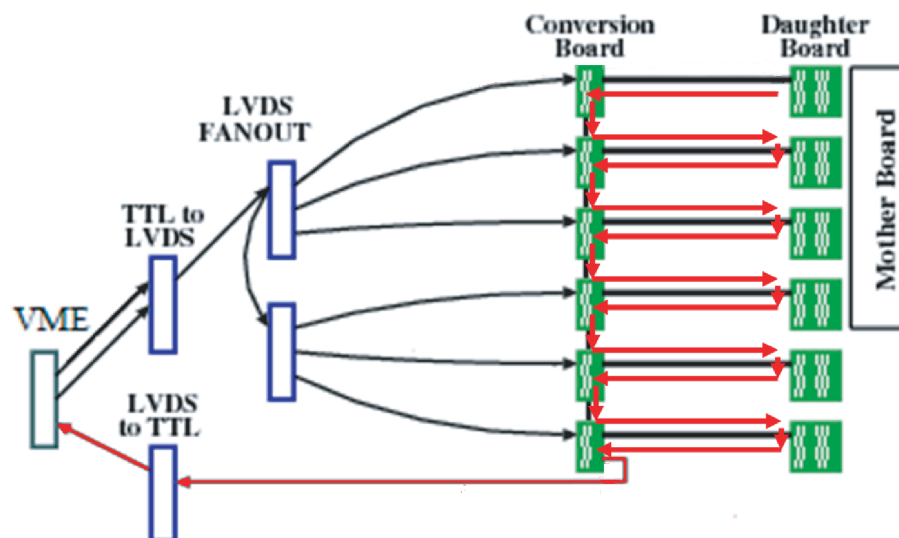 Conversion
Board
Daughter
Board
LVDS
FANOUT
TTL to
LVDS
VME
LVDS
to TTL
Mother Board